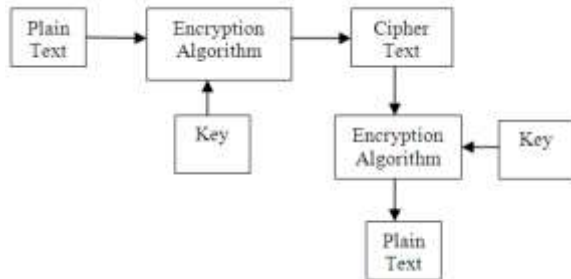 Plain
Text
Encryption
Algorithm
Cipher
Text
Key
Encryption
Algorithm
Key
Plain
Text